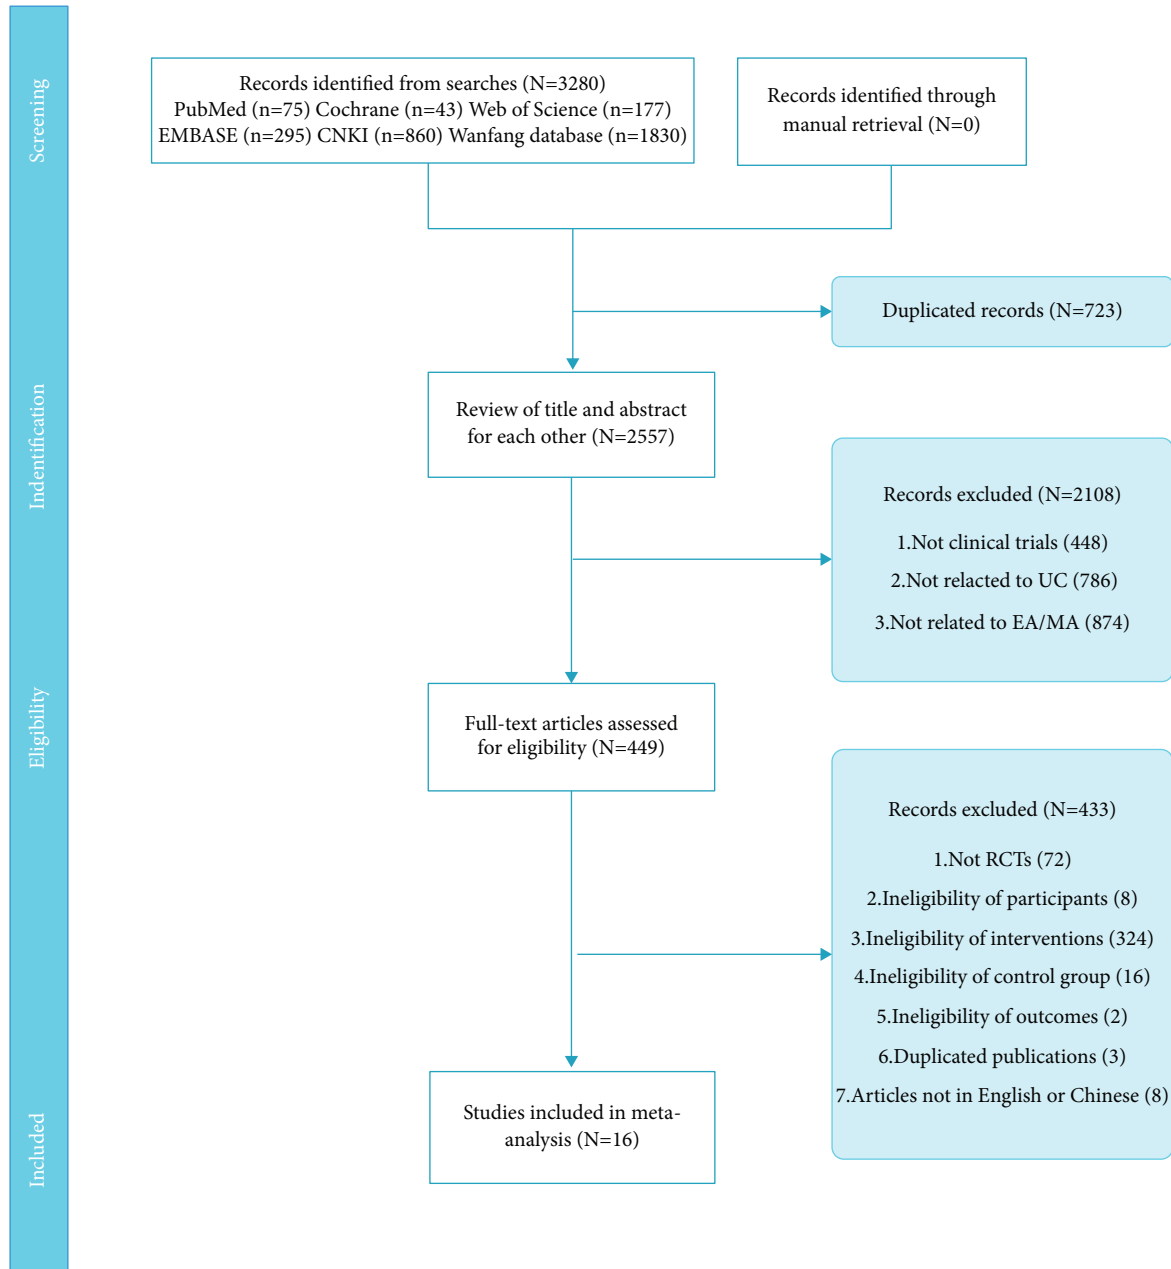 Screening
Records identified from searches (N=3280)
PubMed (n=75) Cochrane (n=43) Web of Science (n=177)
EMBASE (n=295) CNKI (n=860) Wanfang database (n=1830)
Records identified through
manual retrieval (N=0)
Duplicated records (N=723)
Indentification
Review of title and abstract
for each other (N=2557)
Records excluded (N=2108)
1.Not clinical trials (448)
2.Not relacted to UC (786)
3.Not related to EA/MA (874)
Eligibility
Full-text articles assessed
for eligibility (N=449)
Records excluded (N=433)
1.Not RCTs (72)
2.Ineligibility of participants (8)
3.Ineligibility of interventions (324)
4.Ineligibility of control group (16)
5.Ineligibility of outcomes (2)
6.Duplicated publications (3)
7.Articles not in English or Chinese (8)
Included
Studies included in meta-
analysis (N=16)